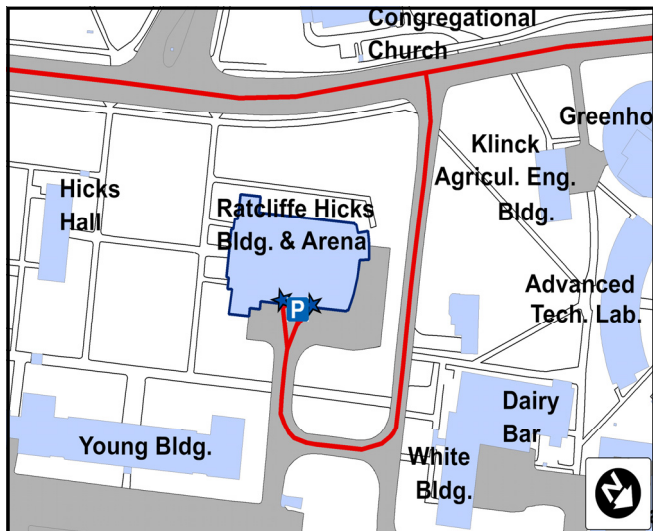 Congregational
Church
Greenho
Klinck
Agricul. Eng.
Bldg.
Hicks
Hall
Ratcliffe Hicks
Bldg. & Arena
Advanced
Tech. Lab.
P
Dairy
Bar
Young Bldg.
White
Bldg.
N